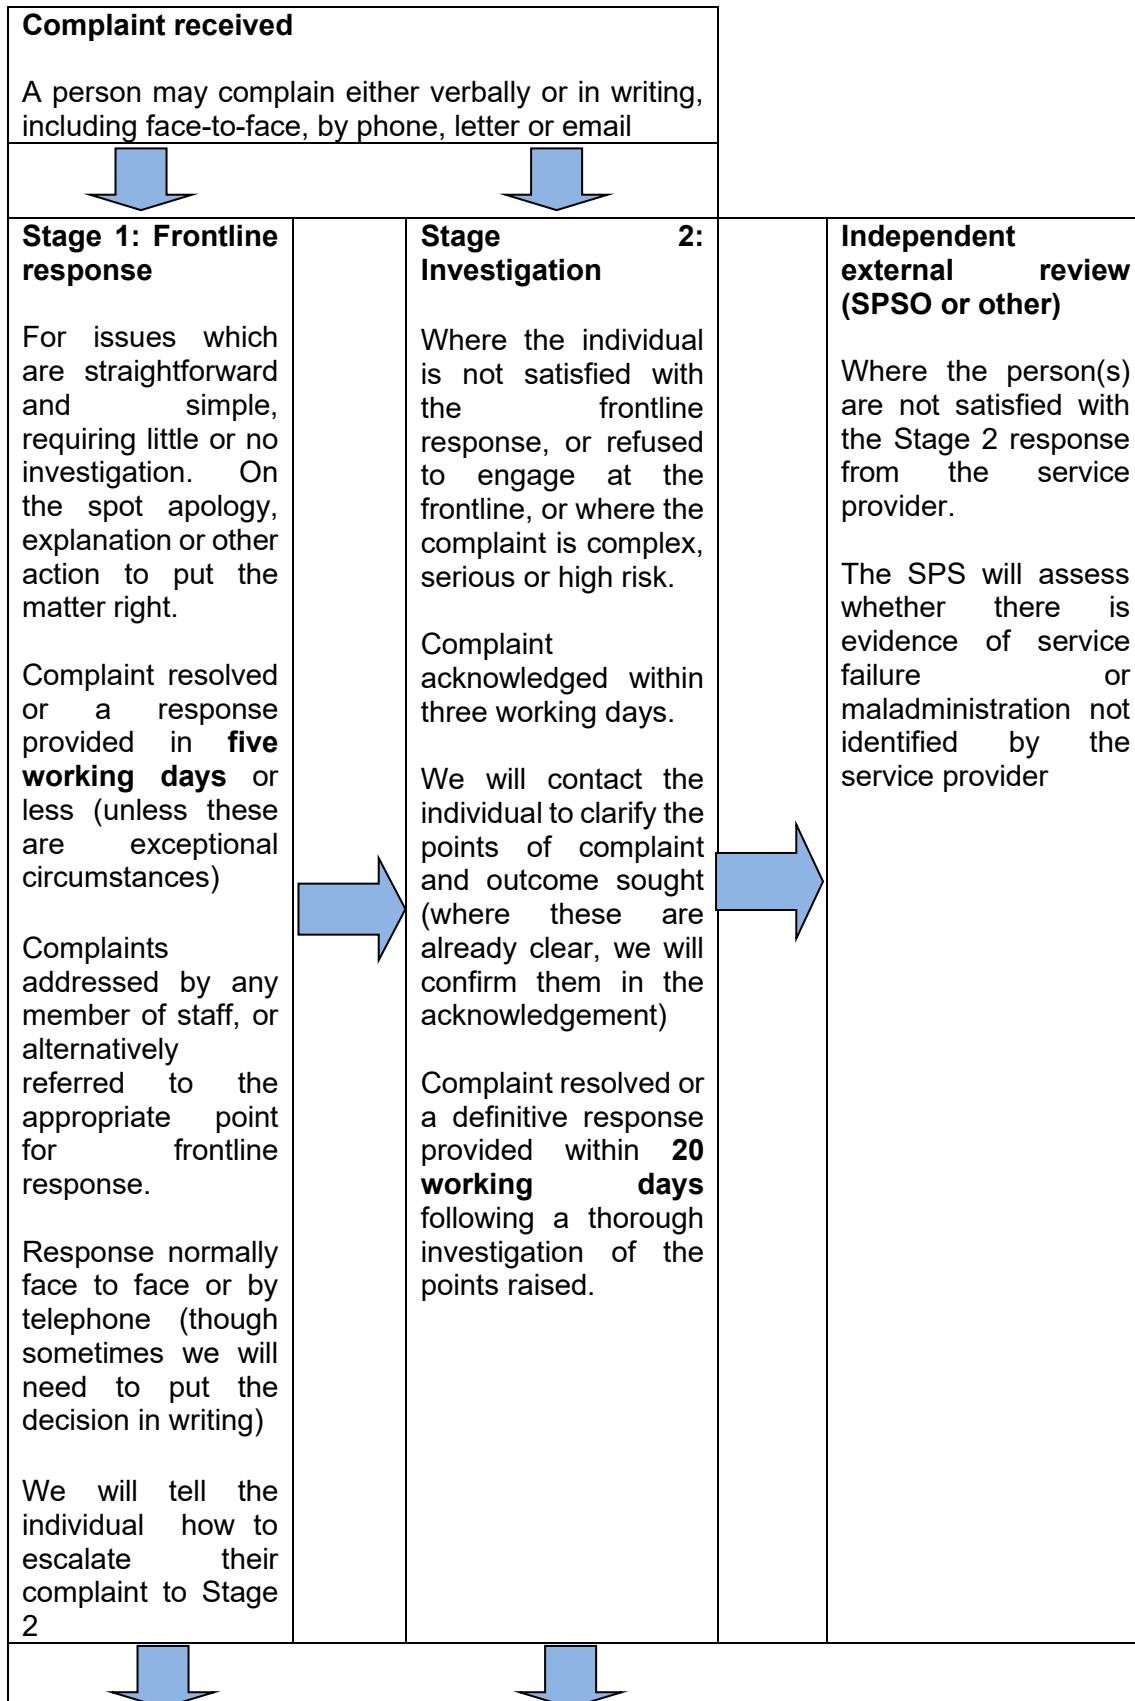 Complaint received
A person may complain either verbally or in writing,
including face-to-face, by phone, letter or email
Stage 1: Frontline
response
For issues which
are straightforward
and simple,
requiring little or no
investigation. On
the spot apology,
explanation or other
action to put the
matter right.
Complaint resolved
or a response
provided in five
working days or
less (unless these
are exceptional
circumstances)
Complaints
addressed by any
member of staff, or
alternatively
referred to the
appropriate point
for frontline
response.
Response normally
face to face or by
telephone (though
sometimes we will
need to put the
decision in writing)
We will tell the
individual how to
escalate their
complaint to Stage
2
Stage 2:
Investigation
Where the individual
is not satisfied with
the frontline
response, or refused
to engage at the
frontline, or where the
complaint is complex,
serious or high risk.
Complaint
acknowledged within
three working days.
We will contact the
individual to clarify the
points of complaint
and outcome sought
(where these are
already clear, we will
confirm them in the
acknowledgement)
Complaint resolved or
a definitive response
provided within 20
working days
following a thorough
investigation of the
points raised.
Independent
external review
(SPSO or other)
Where the person(s)
are not satisfied with
the Stage 2 response
from the service
provider.
The SPS will assess
whether there is
evidence of service
failure or
maladministration not
identified by the
service provider